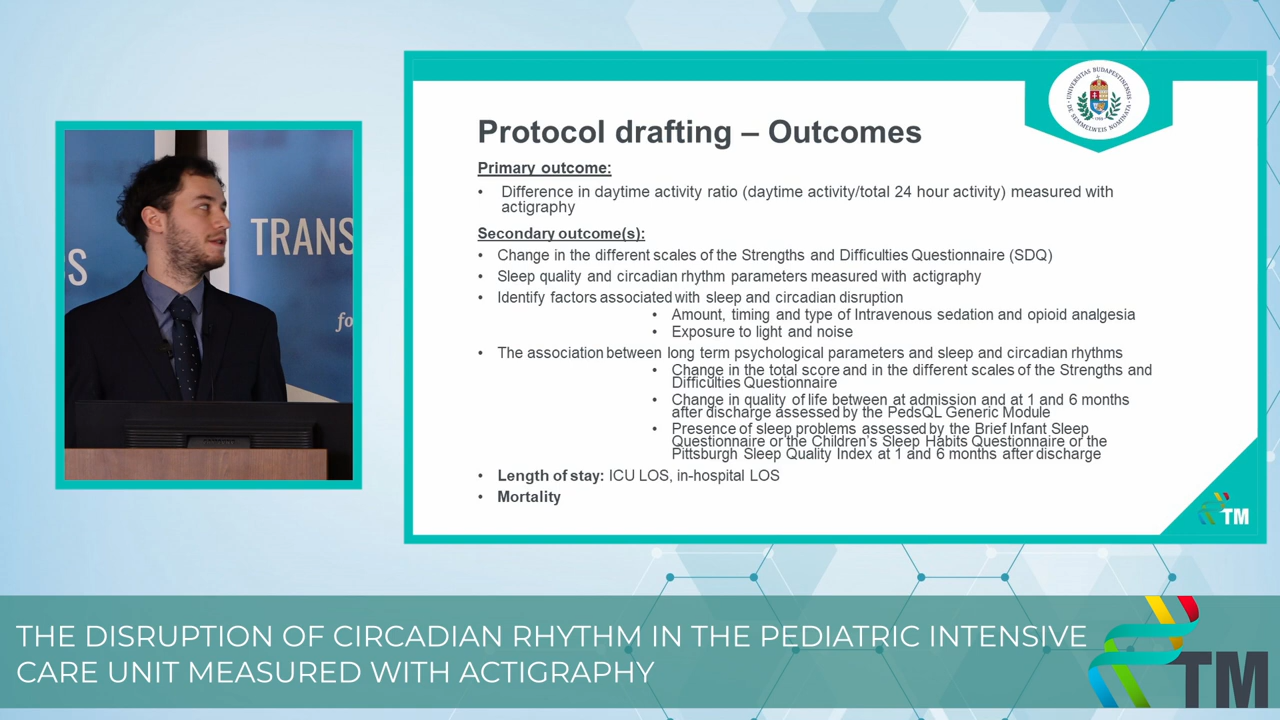 TRANS
S
fo
Protocol drafting – Outcomes
Primary outcome:
• Difference in daytime activity ratio (daytime activity/total 24 hour activity) measured with
actigraphy
Secondary outcome(s):
• Change in the different scales of the Strengths and Difficulties Questionnaire (SDQ)
• Sleep quality and circadian rhythm parameters measured with actigraphy
• Identify factors associated with sleep and circadian disruption
• Amount, timing and type of Intravenous sedation and opioid analgesia
• Exposure to light and noise
• The association between long term psychological parameters and sleep and circadian rhythms
• Change in the total score and in the different scales of the Strengths and
Difficulties Questionnaire
• Change in quality of life between at admission and at 1 and 6 months
after discharge assessed by the PedsQL Generic Module
• Presence of sleep problems assessed by the Brief Infant Sleep
Questionnaire or the Children's Sleep Habits Questionnaire or the
Pittsburgh Sleep Quality Index at 1 and 6 months after discharge
• Length of stay: ICU LOS, in-hospital LOS
• Mortality
UNIVERSITAS BUDAPESTINENSIS
DE SEMMELWEIS NOMINATA
TM
THE DISRUPTION OF CIRCADIAN RHYTHM IN THE PEDIATRIC INTENSIVE
CARE UNIT MEASURED WITH ACTIGRAPHY
TM